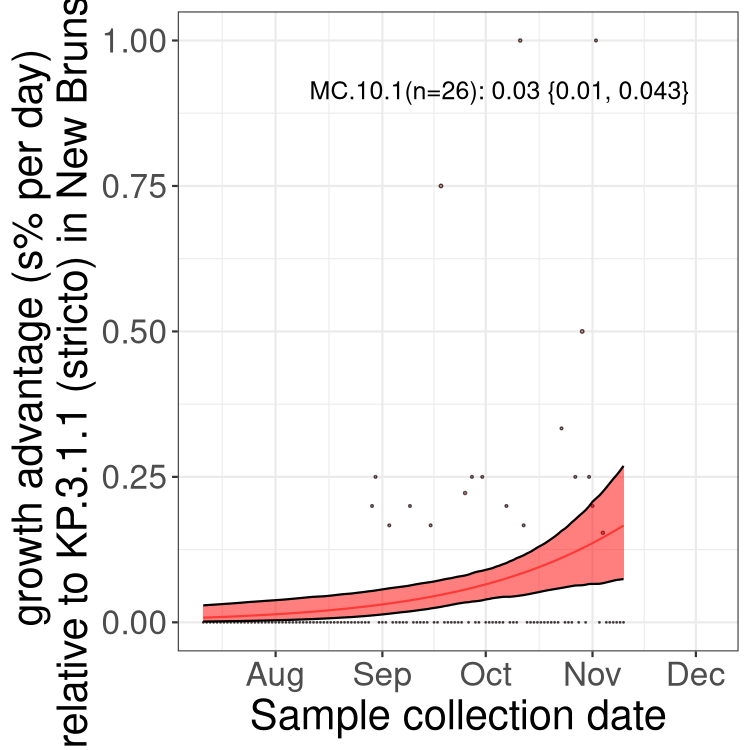 growth advantage (s% per day)
relative to KP.3.1.1 (stricto) in New Bruns
1.00
0.75
0.50
0.25
0.00
MC.10.1(n=26): 0.03 {0.01, 0.043}
Aug Sep Oct Nov Dec
Sample collection date